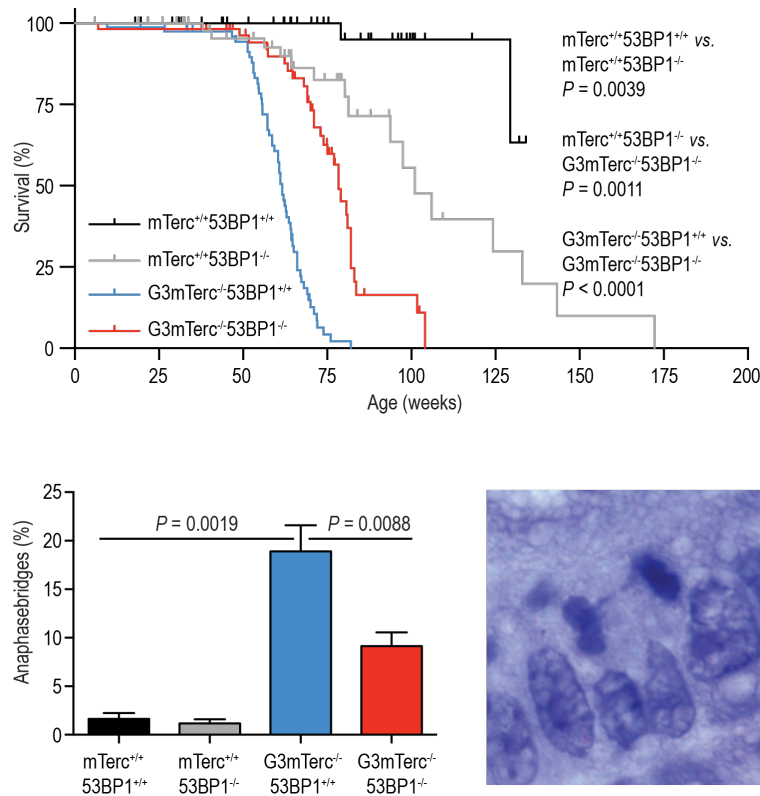 100
75
50
25
0
Survival (%)
mTerc+/+53BP1+/+
mTerc+/+53BP1-/-
G3mTerc-/-53BP1+/+
G3mTerc-/-53BP1-/-
mTerc+/+53BP1+/+ vs.
mTerc+/+53BP1-/-
P = 0.0039
mTerc+/+53BP1-/- vs.
G3mTerc-/-53BP1-/-
P = 0.0011
G3mTerc-/-53BP1+/+ vs.
G3mTerc-/-53BP1-/-
P < 0.0001
0 25 50 75 100 125 150 175 200
Age (weeks)
25
20
15
10
5
0
Anaphasebridges (%)
P = 0.0019 P = 0.0088
mTerc+/+ mTerc+/+ G3mTerc-/- G3mTerc-/-
53BP1+/+ 53BP1-/- 53BP1+/+ 53BP1-/-